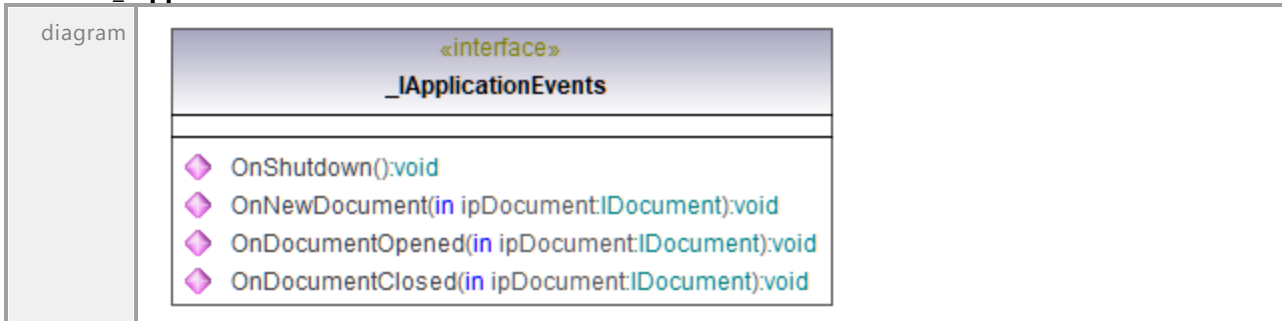 diagram
«interface»
_IApplicationEvents
OnShutdown():void
OnNewDocument(in ipDocument:IDocument):void
OnDocumentOpened(in ipDocument:IDocument):void
OnDocumentClosed(in ipDocument:IDocument):void